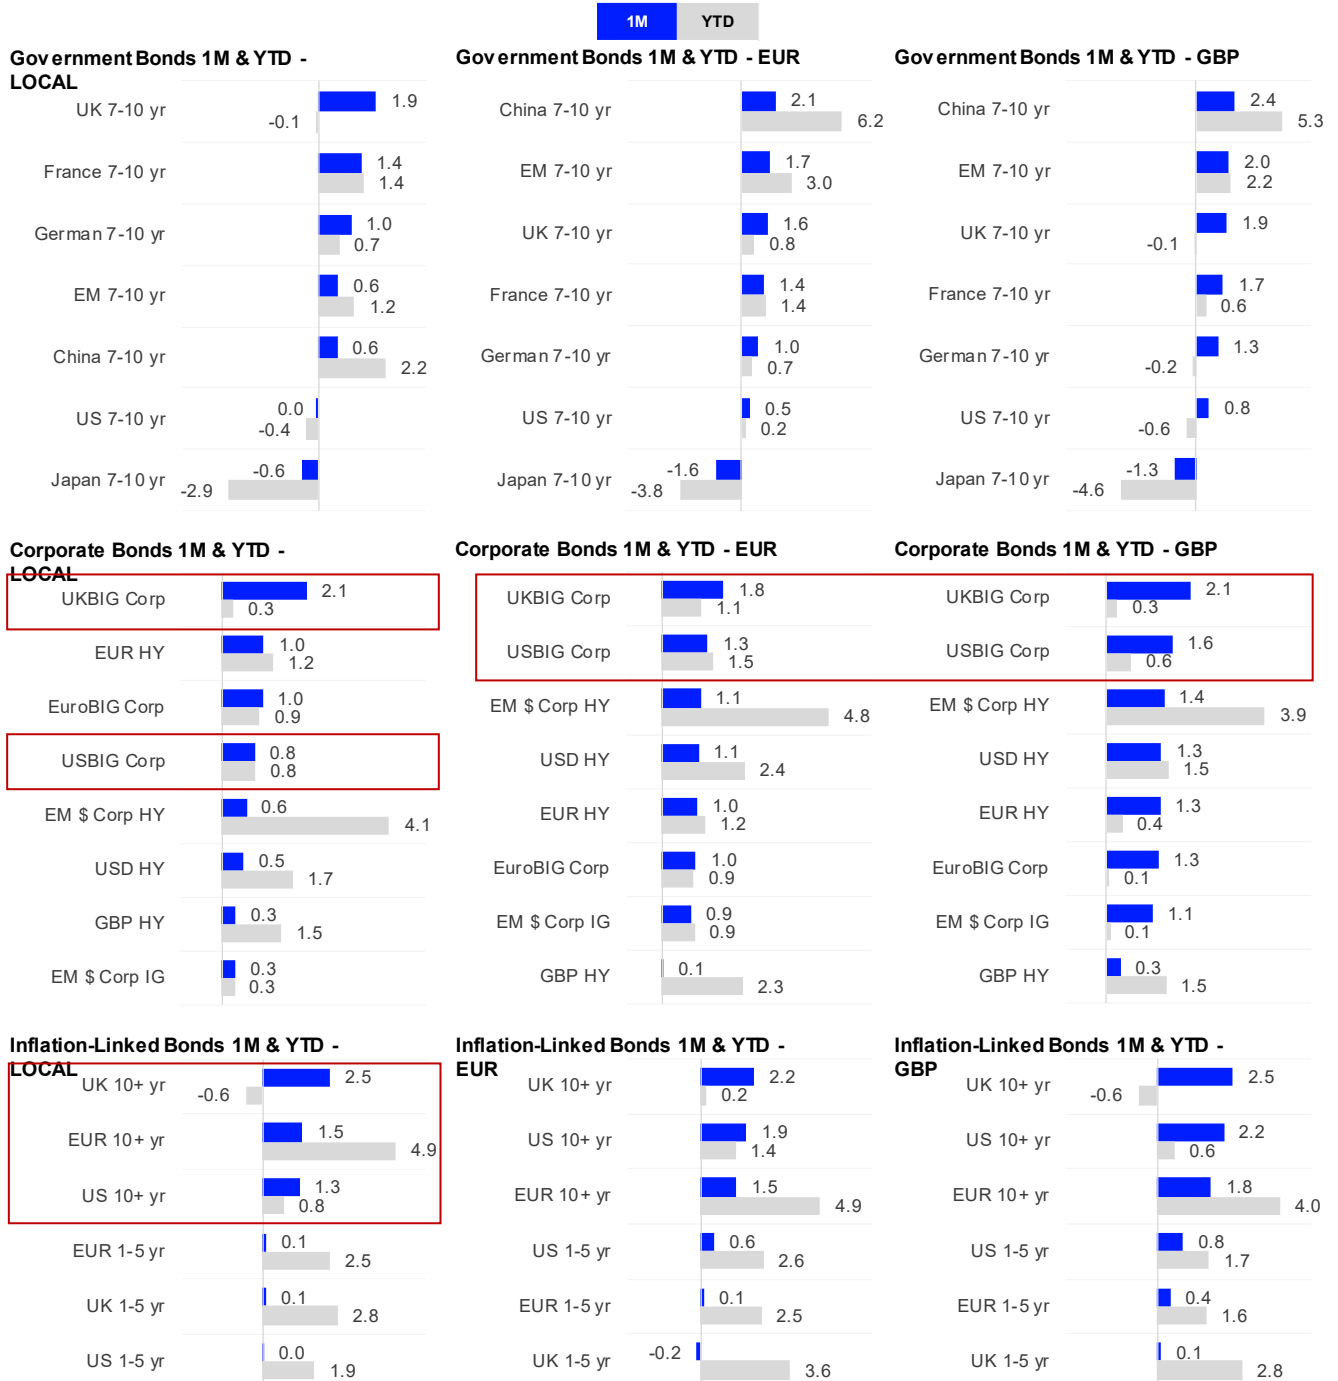 1M YTD
Government Bonds 1M & YTD - LOCAL
UK 7-10 yr 1.9 -0.1
France 7-10 yr 1.4 1.4
German 7-10 yr 1.0 0.7
EM 7-10 yr 0.6 1.2
China 7-10 yr 0.6 2.2
US 7-10 yr 0.0 -0.4
Japan 7-10 yr -0.6 -2.9
Government Bonds 1M & YTD - EUR
China 7-10 yr 2.1 6.2
EM 7-10 yr 1.7 3.0
UK 7-10 yr 1.6 0.8
France 7-10 yr 1.4 1.4
German 7-10 yr 1.0 0.7
US 7-10 yr 0.5 0.2
Japan 7-10 yr -1.6 -3.8
Government Bonds 1M & YTD - GBP
China 7-10 yr 2.4 5.3
EM 7-10 yr 2.0 2.2
UK 7-10 yr 1.9 -0.1
France 7-10 yr 1.7 0.6
German 7-10 yr 1.3 -0.2
US 7-10 yr 0.8 -0.6
Japan 7-10 yr -1.3 -4.6
Corporate Bonds 1M & YTD - LOCAL
UKBIG Corp 2.1 0.3
EUR HY 1.0 1.2
EuroBIG Corp 1.0 0.9
USBIG Corp 0.8 0.8
EM $ Corp HY 0.6 4.1
USD HY 0.5 1.7
GBP HY 0.3 1.5
EM $ Corp IG 0.3 0.3
Corporate Bonds 1M & YTD - EUR
UKBIG Corp 1.8 1.1
USBIG Corp 1.3 1.5
EM $ Corp HY 1.1 4.8
USD HY 1.1 2.4
EUR HY 1.0 1.2
EuroBIG Corp 1.0 0.9
EM $ Corp IG 0.9 0.9
GBP HY 0.1 2.3
Corporate Bonds 1M & YTD - GBP
UKBIG Corp 2.1 0.3
USBIG Corp 1.6 0.6
EM $ Corp HY 1.4 3.9
USD HY 1.3 1.5
EUR HY 1.3 0.4
EuroBIG Corp 1.3 0.1
EM $ Corp IG 1.1 0.1
GBP HY 0.3 1.5
Inflation-Linked Bonds 1M & YTD - LOCAL
UK 10+ yr 2.5 -0.6
EUR 10+ yr 1.5 4.9
US 10+ yr 1.3 0.8
EUR 1-5 yr 0.1 2.5
UK 1-5 yr 0.1 2.8
US 1-5 yr 0.0 1.9
Inflation-Linked Bonds 1M & YTD - EUR
UK 10+ yr 2.2 0.2
US 10+ yr 1.9 1.4
EUR 10+ yr 1.5 4.9
US 1-5 yr 0.6 2.6
EUR 1-5 yr 0.1 2.5
UK 1-5 yr -0.2 3.6
Inflation-Linked Bonds 1M & YTD - GBP
UK 10+ yr 2.5 -0.6
US 10+ yr 2.2 0.6
EUR 10+ yr 1.8 4.0
US 1-5 yr 0.8 1.7
EUR 1-5 yr 0.4 1.6
UK 1-5 yr 0.1 2.8